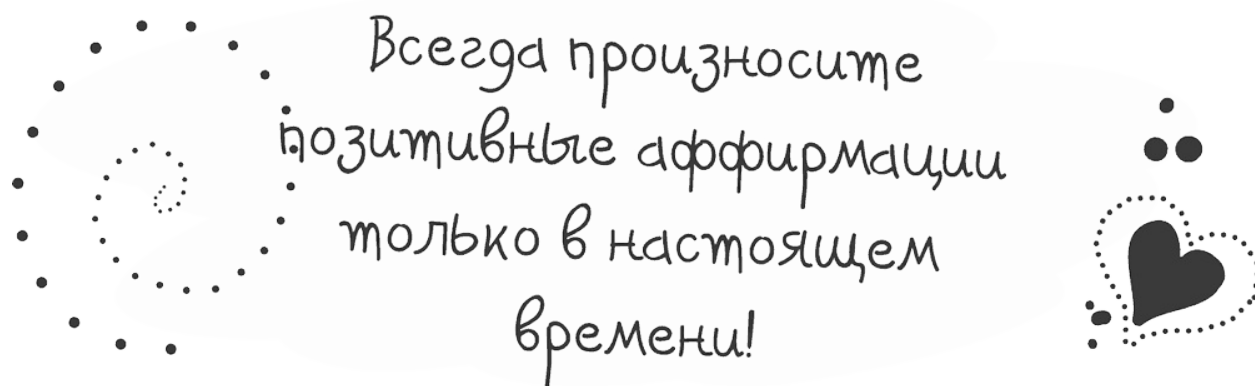 Всегда произносите
позитивные аффирмации
только в настоящем
времени!